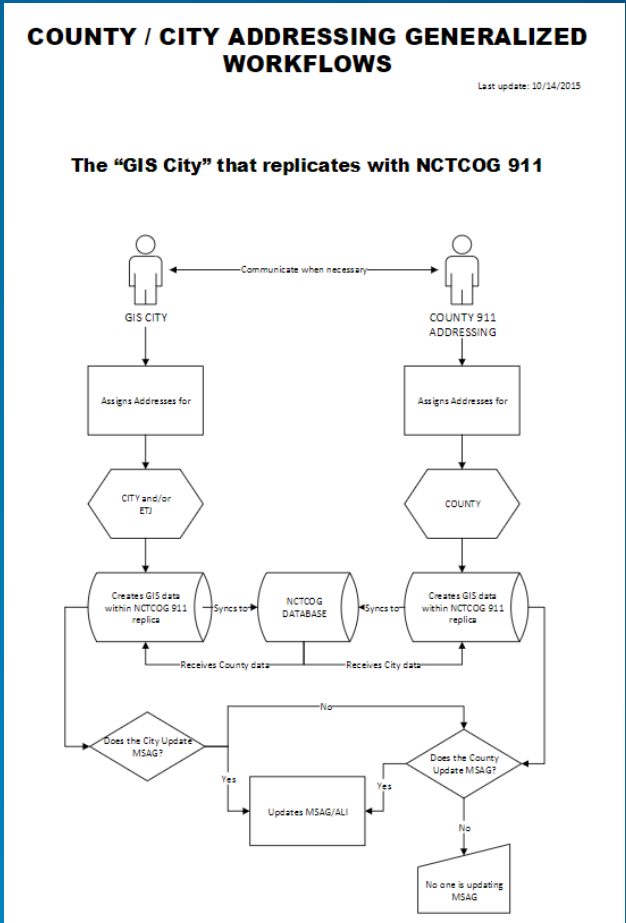 COUNTY / CITY ADDRESSING GENERALIZED
WORKFLOWS
Last update: 10/14/2015
The “GIS City” that replicates with NCTCOG 911
Communicate when necessary
GIS CITY
COUNTY 911
ADDRESSING
Assigns Addresses for
Assigns Addresses for
CITY and/or
ETJ
COUNTY
Creates GIS data
within NCTCOG 911
replica
Syncs to
NCTCOG
DATABASE
Syncs to
Creates GIS data
within NCTCOG 911
replica
Receives County data
Receives City data
No
Does the City Update
MSAG?
Does the County
Update MSAG?
Yes
Yes
Updates MSAG/ALI
No
No one is updating
MSAG